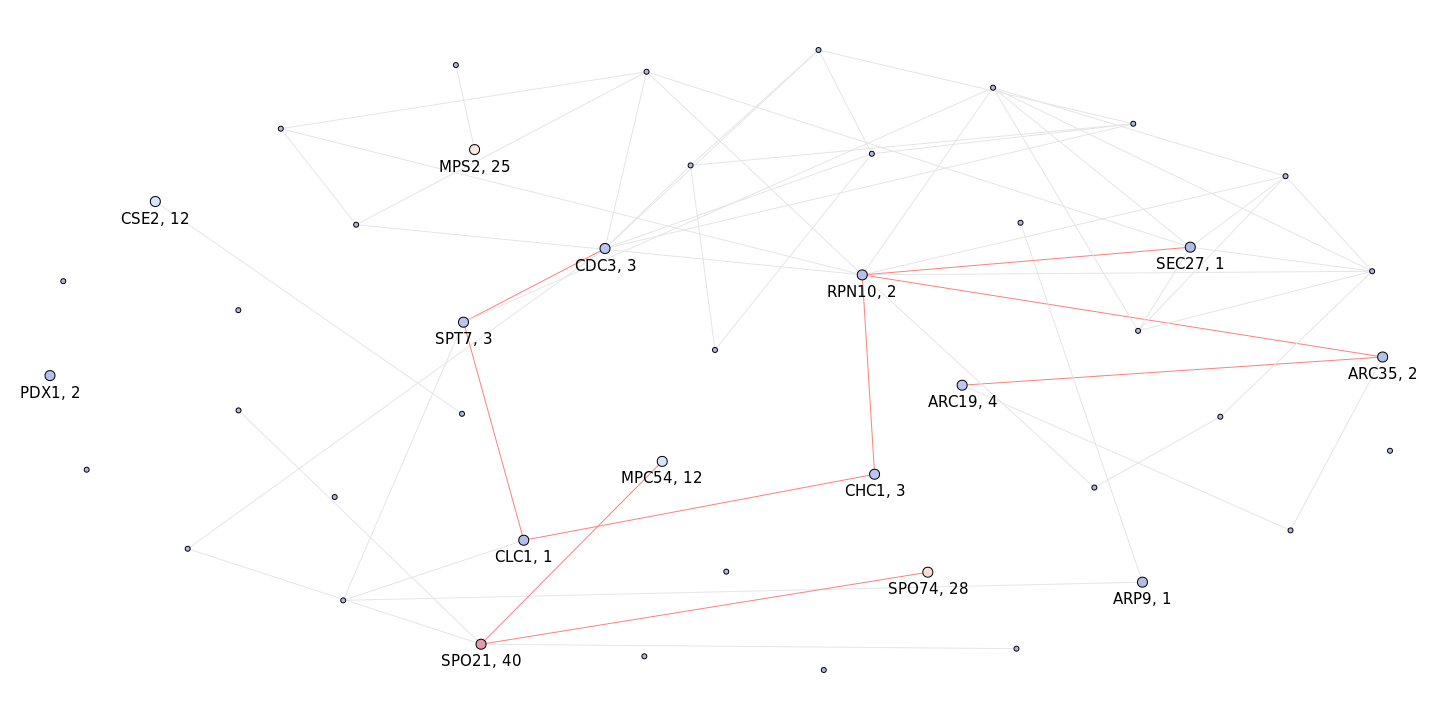 MPS2, 25
CSE2, 12
CDC3, 3
SEC27, 1
RPN10, 2
SPT7, 3
ARC35, 2
PDX1, 2
ARC19, 4
MPC54, 12
CHC1, 3
CLC1, 1
SPO74, 28
ARP9, 1
SPO21, 40